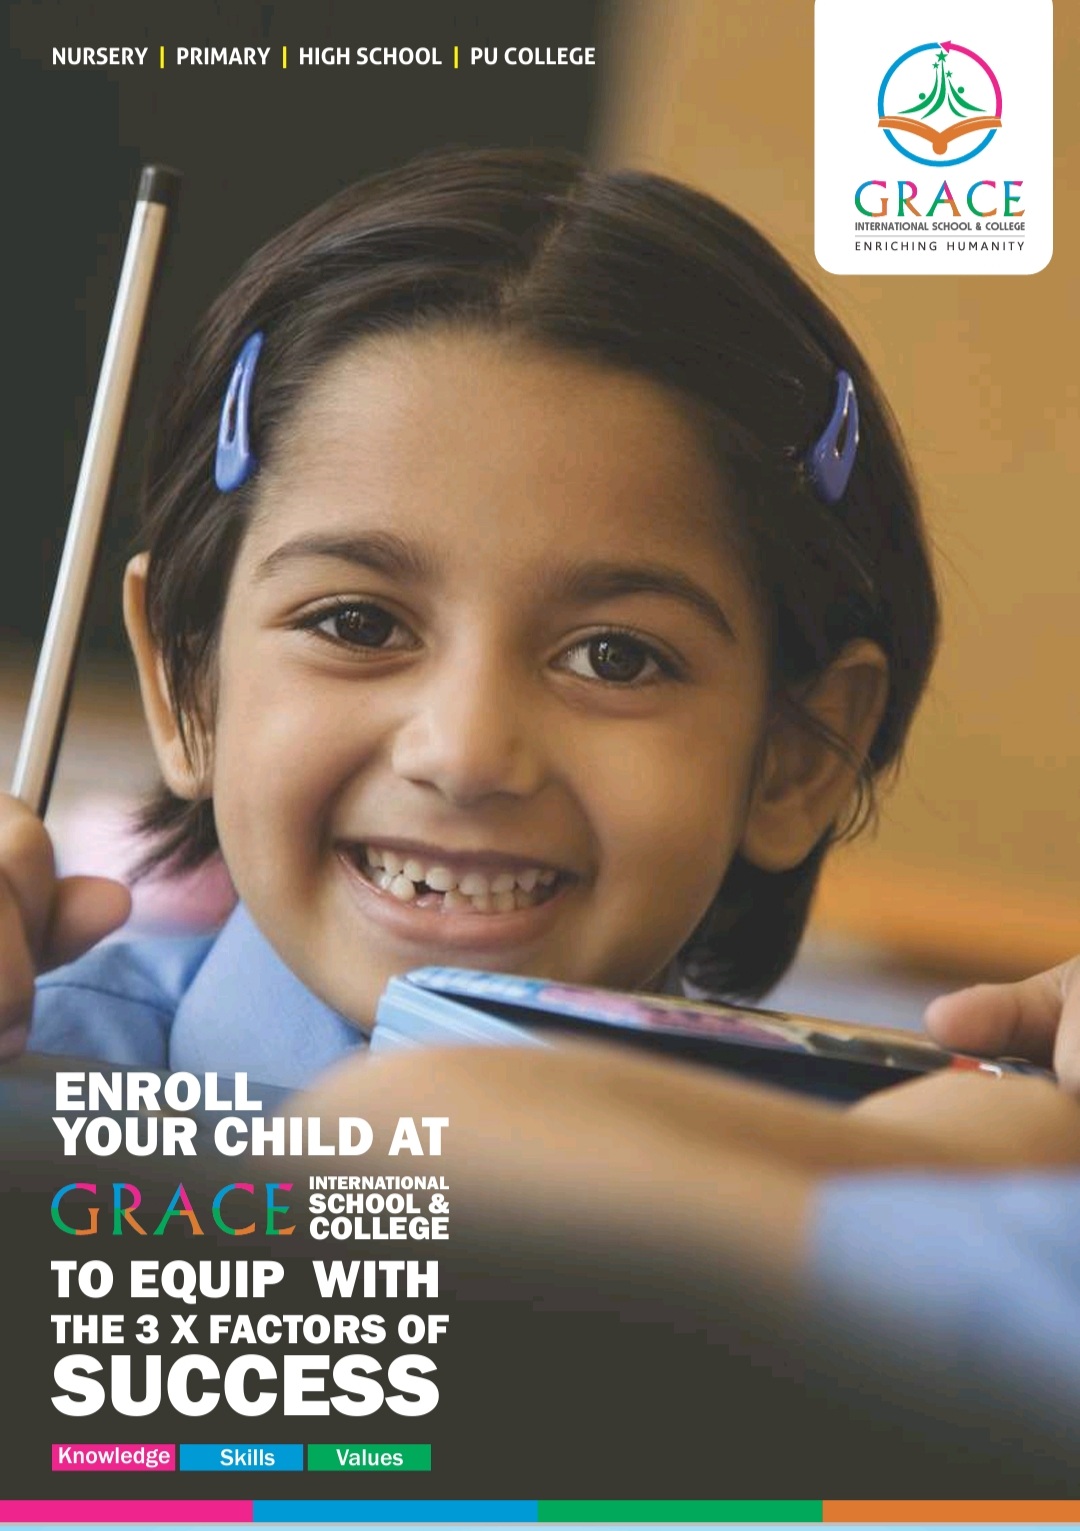 NURSERY | PRIMARY | HIGH SCHOOL | PU COLLEGE
GRACE
INTERNATIONAL SCHOOL & COLLEGE
ENRICHING HUMANITY
ENROLL
YOUR CHILD AT
GRACE INTERNATIONAL
SCHOOL &
COLLEGE
TO EQUIP WITH
THE 3 X FACTORS OF
SUCCESS
Knowledge Skills Values